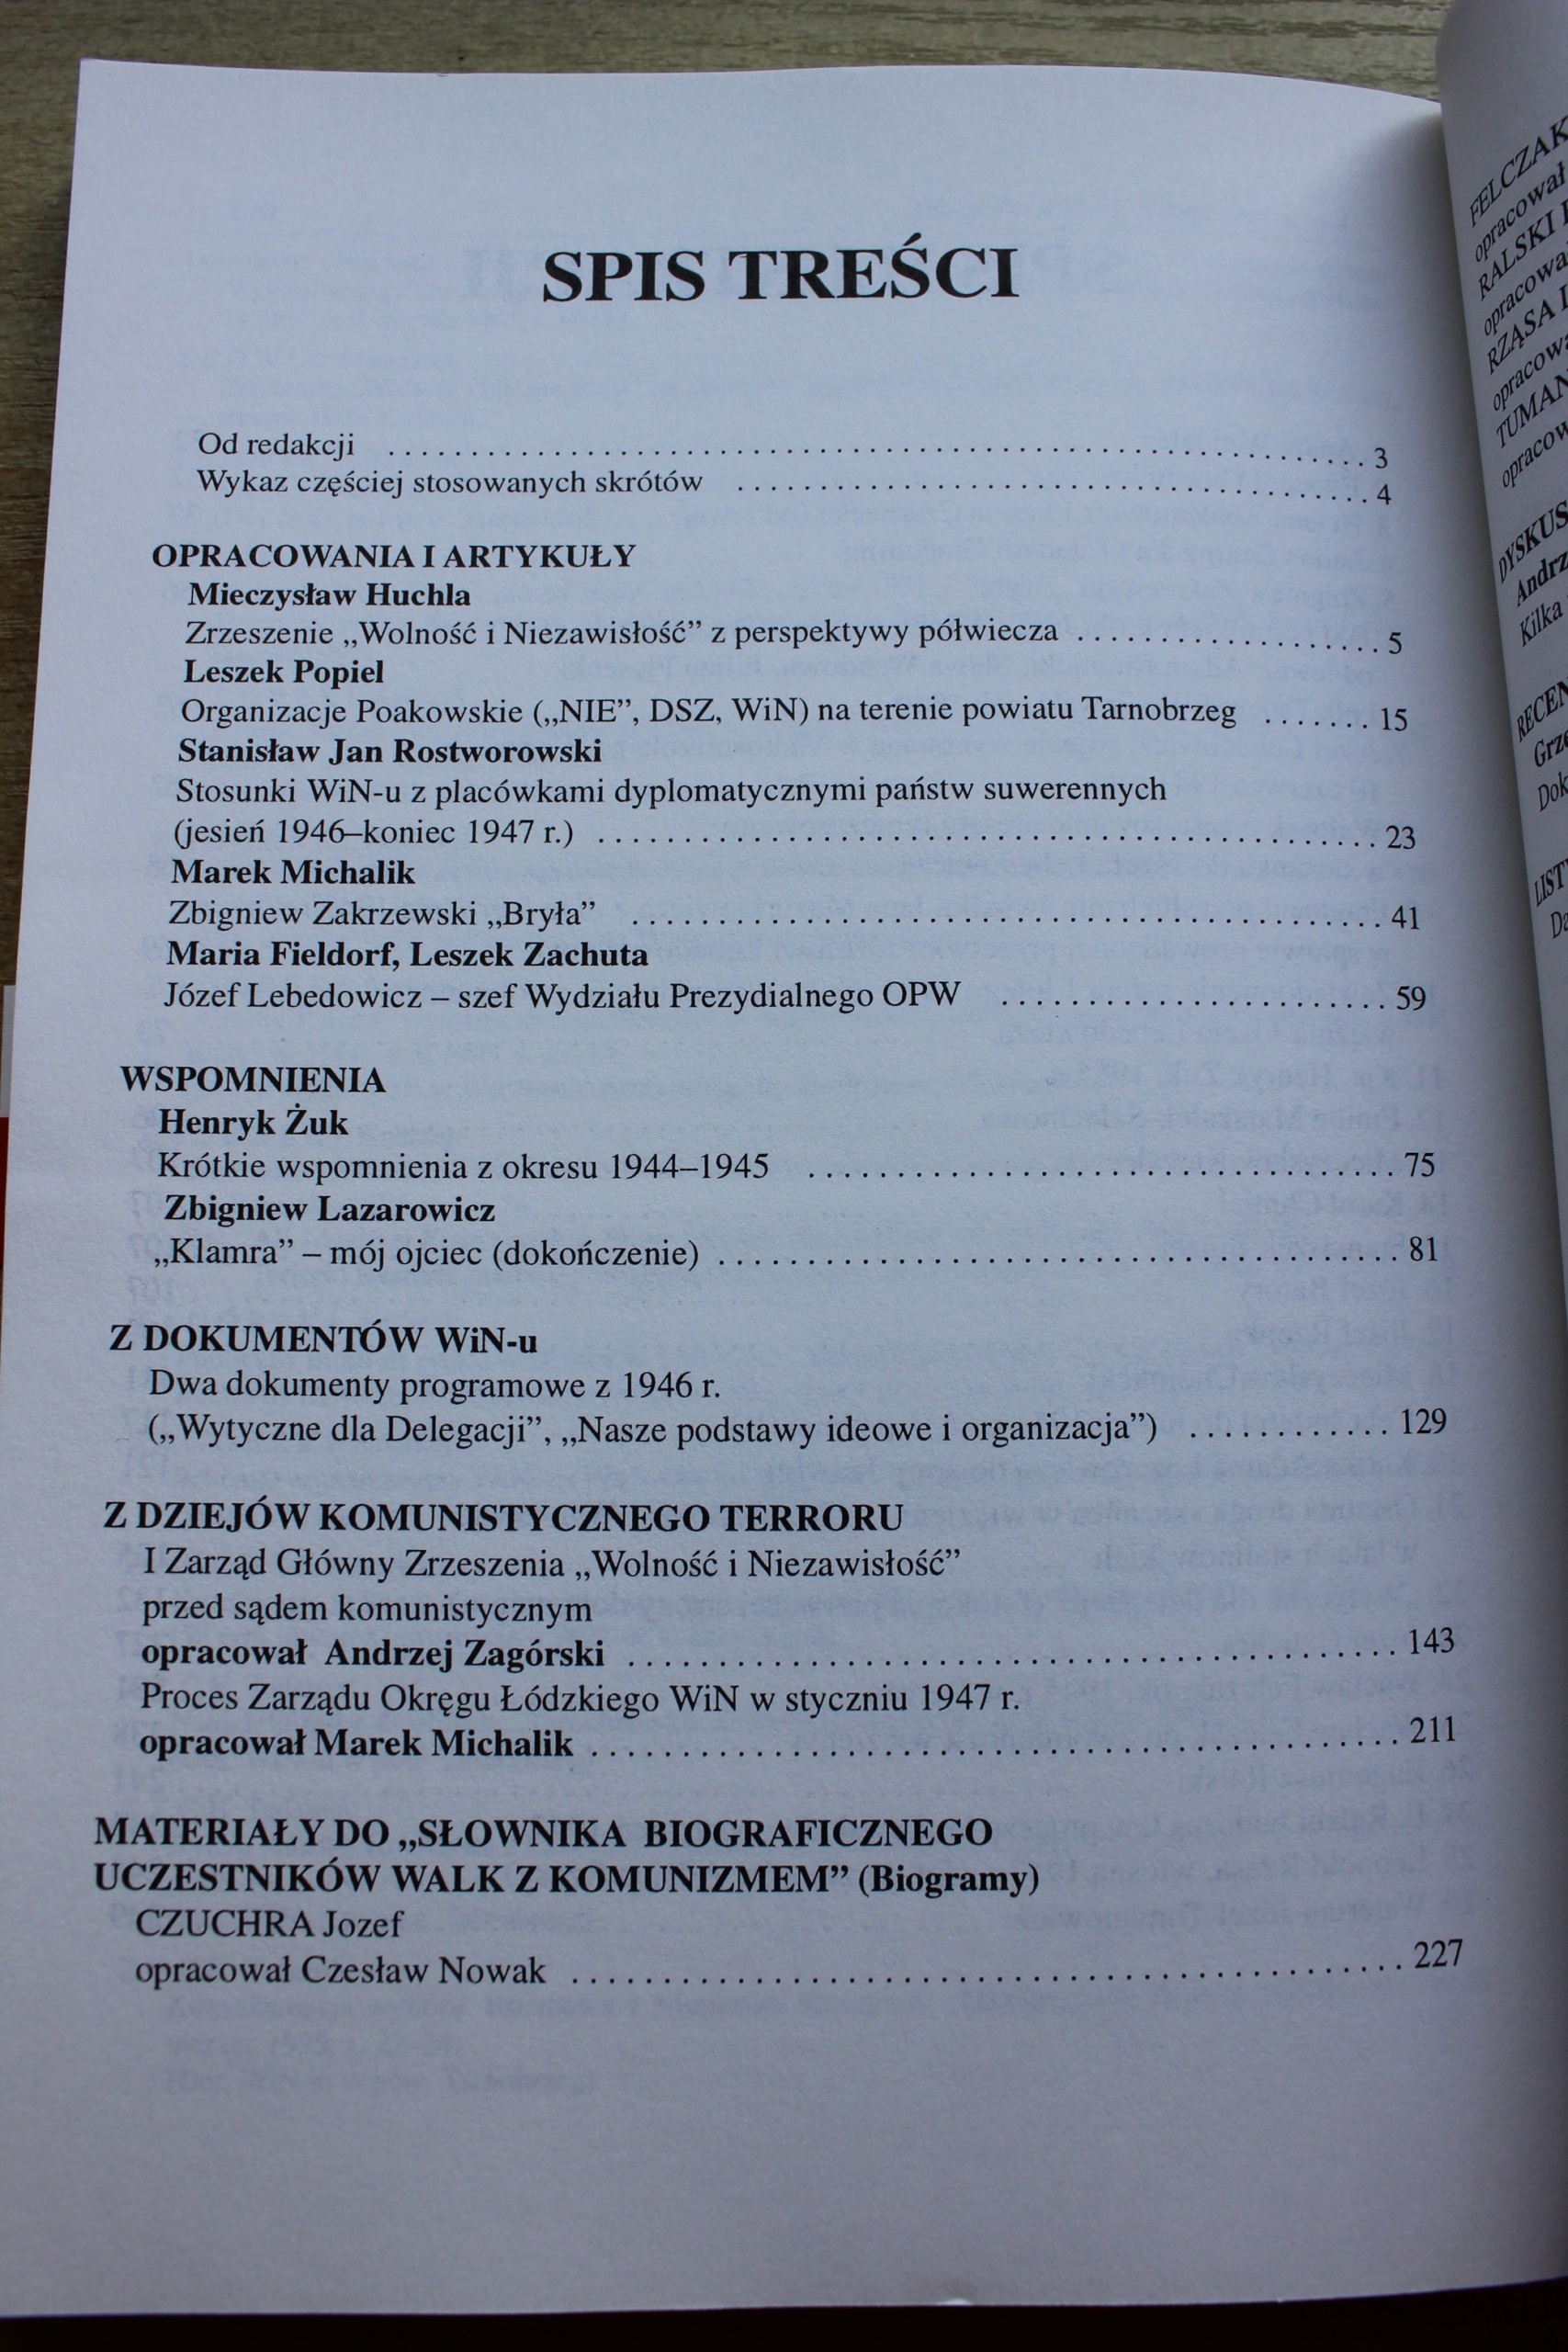 SPIS TREŚCI
Od redakcji ........................................ 3
Wykaz częściej stosowanych skrótów ........................................ 4
OPRACOWANIA I ARTYKUŁY
Mieczysław Huchla
Zrzeszenie „Wolność i Niezawisłość” z perspektywy półwiecza .................. 5
Leszek Popiel
Organizacje Poakowskie („NIE”, DSZ, WiN) na terenie powiatu Tarnobrzeg ....... 15
Stanisław Jan Rostworowski
Stosunki WiN-u z placówkami dyplomatycznymi państw suwerennych
(jesień 1946–koniec 1947 r.) ........................................ 23
Marek Michalik
Zbigniew Zakrzewski „Bryła” ........................................ 41
Maria Fieldorf, Leszek Zachuta
Józef Lebedowicz – szef Wydziału Prezydialnego OPW ........................ 59
WSPOMNIENIA
Henryk Żuk
Krótkie wspomnienia z okresu 1944–1945 ................................... 75
Zbigniew Lazarowicz
„Klamra” – mój ojciec (dokończenie) ........................................ 81
Z DOKUMENTÓW WiN-u
Dwa dokumenty programowe z 1946 r.
(„Wytyczne dla Delegacji”, „Nasze podstawy ideowe i organizacja”) ............ 129
Z DZIEJÓW KOMUNISTYCZNEGO TERRORU
I Zarząd Główny Zrzeszenia „Wolność i Niezawisłość”
przed sądem komunistycznym
opracował Andrzej Zagórski ........................................ 143
Proces Zarządu Okręgu Łódzkiego WiN w styczniu 1947 r.
opracował Marek Michalik ........................................ 211
MATERIAŁY DO „SŁOWNIKA BIOGRAFICZNEGO
UCZESTNIKÓW WALK Z KOMUNIZMEM” (Biogramy)
CZUCHRA Jozef
opracował Czesław Nowak ........................................ 227
FELCZAK
opracował
RALSKI
RZĄSA
Kilka